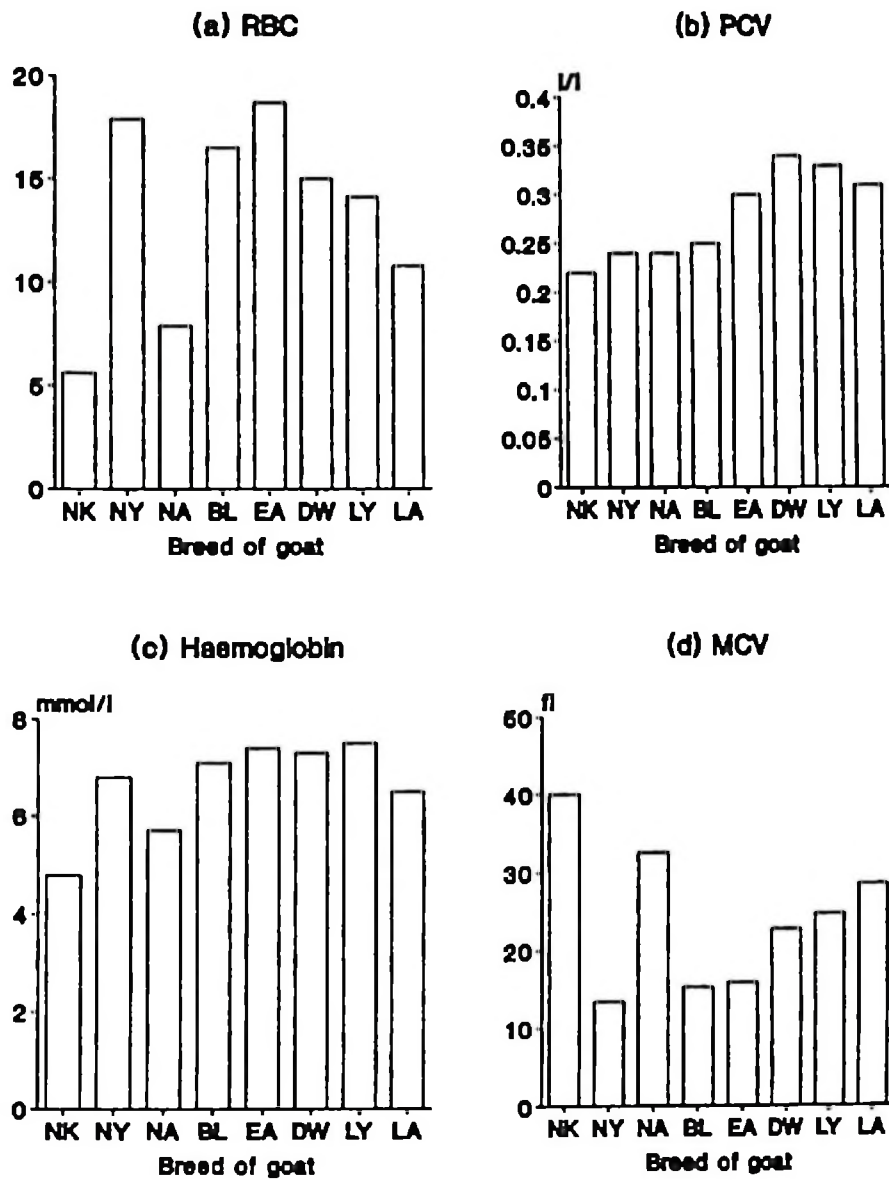 (a) RBC
20
15
10
5
0
NK NY NA BL EA DW LY LA
Breed of goat
(b) PCV
l/l
0.4
0.35
0.3
0.25
0.2
0.15
0.1
0.05
0
NK NY NA BL EA DW LY LA
Breed of goat
(c) Haemoglobin
mmol/l
8
6
4
2
0
NK NY NA BL EA DW LY LA
Breed of goat
(d) MCV
fl
50
40
30
20
10
0
NK NY NA BL EA DW LY LA
Breed of goat